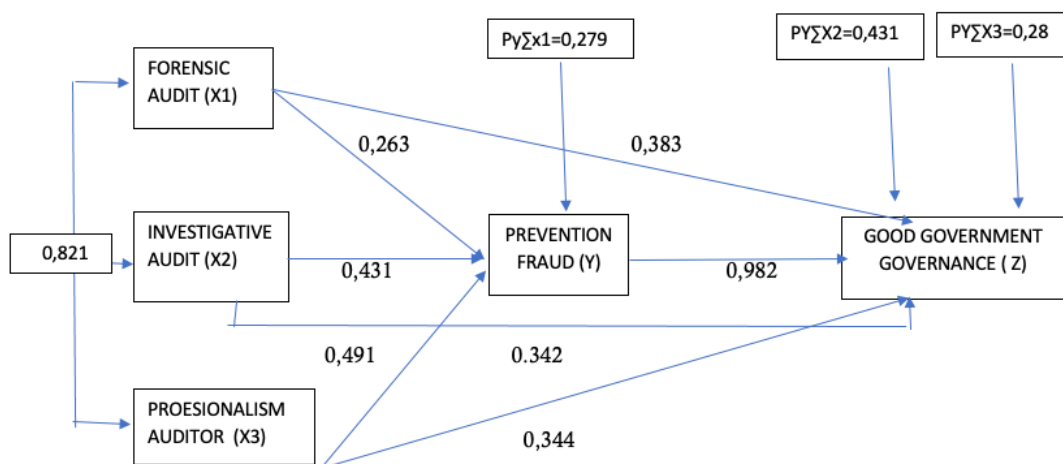 Py∑x1=0,279
PY∑X2=0,431
PY∑X3=0,28
FORENSIC
AUDIT (X1)
0,263
0,383
0,821
INVESTIGATIVE
AUDIT (X2)
0,431
PREVENTION
FRAUD (Y)
0,982
GOOD GOVERNMENT
GOVERNANCE ( Z)
0,491
0.342
PROESIONALISM
AUDITOR (X3)
0,344